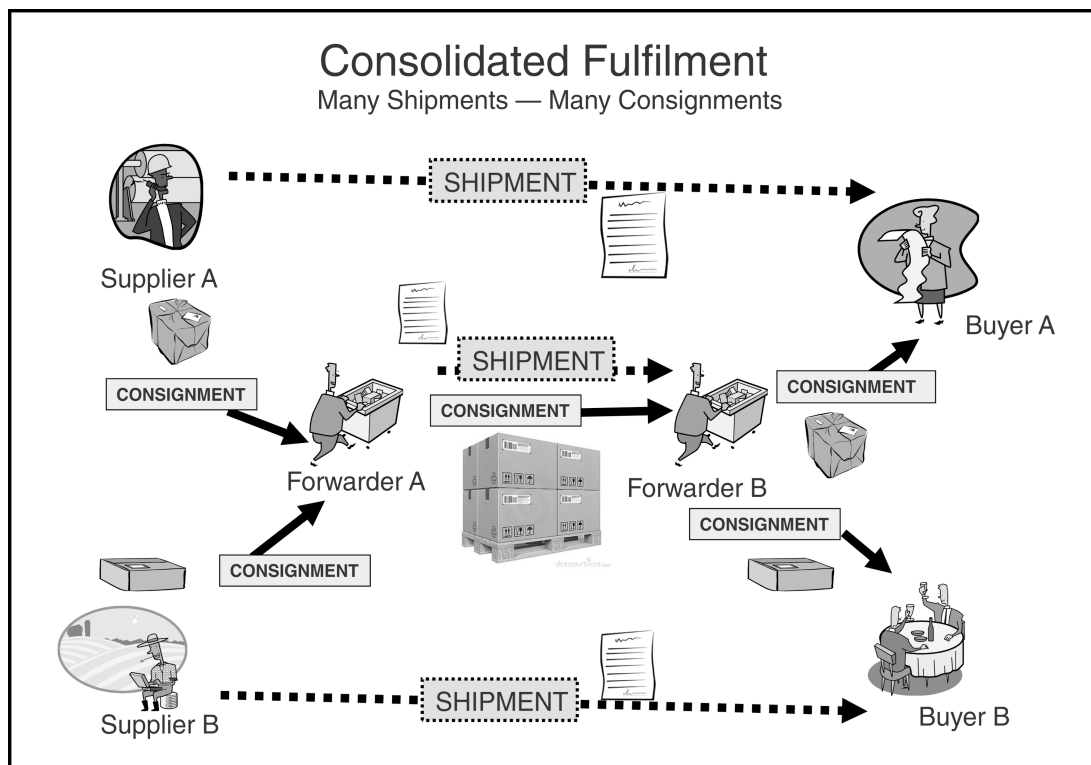 Consolidated Fulfilment
Many Shipments — Many Consignments
SHIPMENT
Supplier A
Buyer A
SHIPMENT
CONSIGNMENT
CONSIGNMENT
CONSIGNMENT
Forwarder A
Forwarder B
CONSIGNMENT
CONSIGNMENT
SHIPMENT
Supplier B
Buyer B